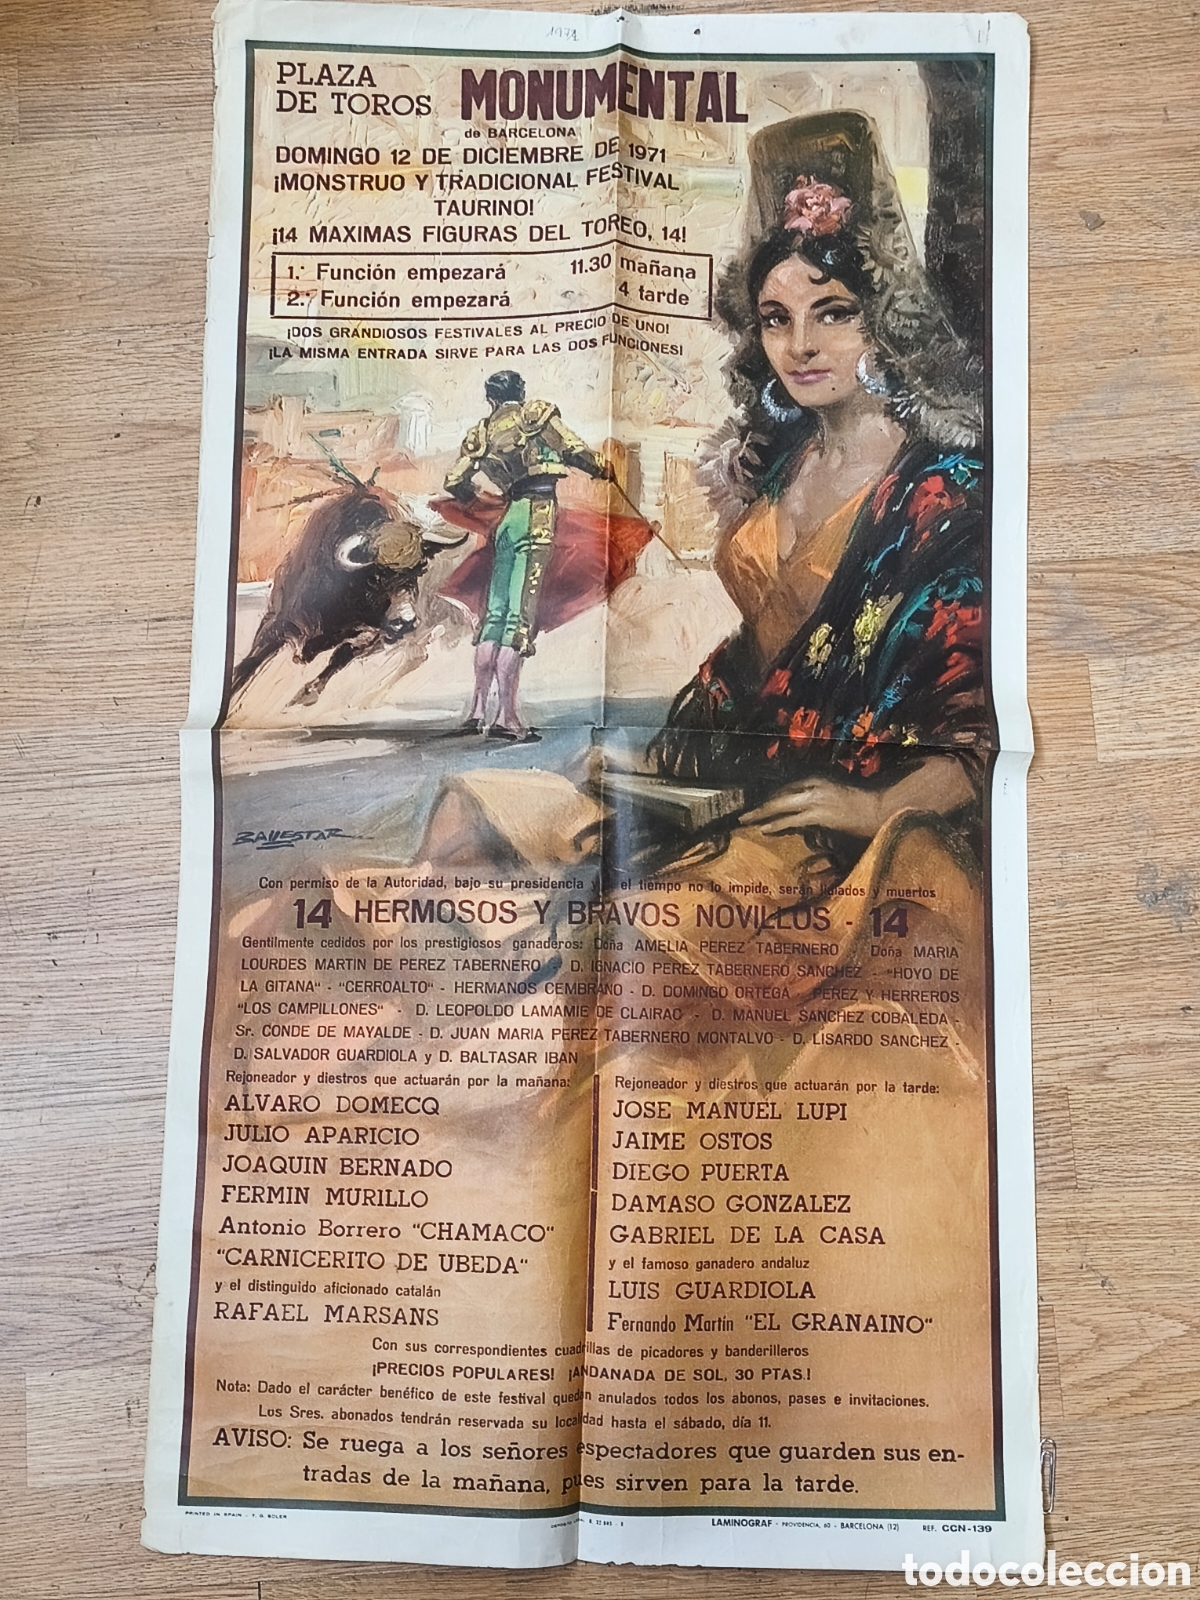 1971
PLAZA
DE TOROS MONUMENTAL
de BARCELONA
DOMINGO 12 DE DICIEMBRE DE 1971
¡MONSTRUO Y TRADICIONAL FESTIVAL
TAURINO!
¡14 MAXIMAS FIGURAS DEL TOREO, 14!
1.ª Función empezará 11.30 mañana
2.ª Función empezará 4 tarde
¡DOS GRANDIOSOS FESTIVALES AL PRECIO DE UNO!
¡LA MISMA ENTRADA SIRVE PARA LAS DOS FUNCIONES!
BALLESTAR
Con permiso de la Autoridad, bajo su presidencia y si el tiempo no lo impide, serán lidiados y muertos
14 HERMOSOS Y BRAVOS NOVILLOS - 14
Gentilmente cedidos por los prestigiosos ganaderos: Doña AMELIA PEREZ TABERNERO - Doña MARIA
LOURDES MARTIN DE PEREZ TABERNERO - D. IGNACIO PEREZ TABERNERO SANCHEZ - "HOYO DE
LA GITANA" - "CERROALTO" - HERMANOS CEMBRANO - D. DOMINGO ORTEGA - PEREZ Y HERREROS
"LOS CAMPILLONES" - D. LEOPOLDO LAMAMIE DE CLAIRAC - D. MANUEL SANCHEZ COBALEDA -
Sr. CONDE DE MAYALDE - D. JUAN MARIA PEREZ TABERNERO MONTALVO - D. LISARDO SANCHEZ -
D. SALVADOR GUARDIOLA y D. BALTASAR IBAN
Rejoneador y diestros que actuarán por la mañana:
ALVARO DOMECQ
JULIO APARICIO
JOAQUIN BERNADO
FERMIN MURILLO
Antonio Borrero "CHAMACO"
"CARNICERITO DE UBEDA"
y el distinguido aficionado catalán
RAFAEL MARSANS
Rejoneador y diestros que actuarán por la tarde:
JOSE MANUEL LUPI
JAIME OSTOS
DIEGO PUERTA
DAMASO GONZALEZ
GABRIEL DE LA CASA
y el famoso ganadero andaluz
LUIS GUARDIOLA
Fernando Martín "EL GRANAINO"
Con sus correspondientes cuadrillas de picadores y banderilleros
¡PRECIOS POPULARES! ¡ANDANADA DE SOL, 30 PTAS.!
Nota: Dado el carácter benéfico de este festival quedan anulados todos los abonos, pases e invitaciones.
Los Sres. abonados tendrán reservada su localidad hasta el sábado, día 11.
AVISO: Se ruega a los señores espectadores que guarden sus en-
tradas de la mañana, pues sirven para la tarde.
PRINTED IN SPAIN - T. G. SOLER
DEPOSITO LEGAL B.
LAMINOGRAF - PROVIDENCIA, 60 - BARCELONA (12) REF. CCN-139
todocoleccion